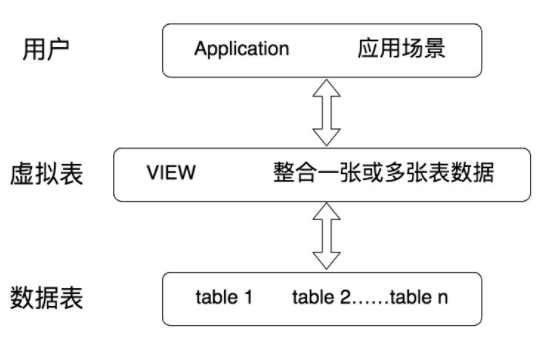 用户 Application 应用场景
虚拟表 VIEW 整合一张或多张表数据
数据表 table 1 table 2......table n